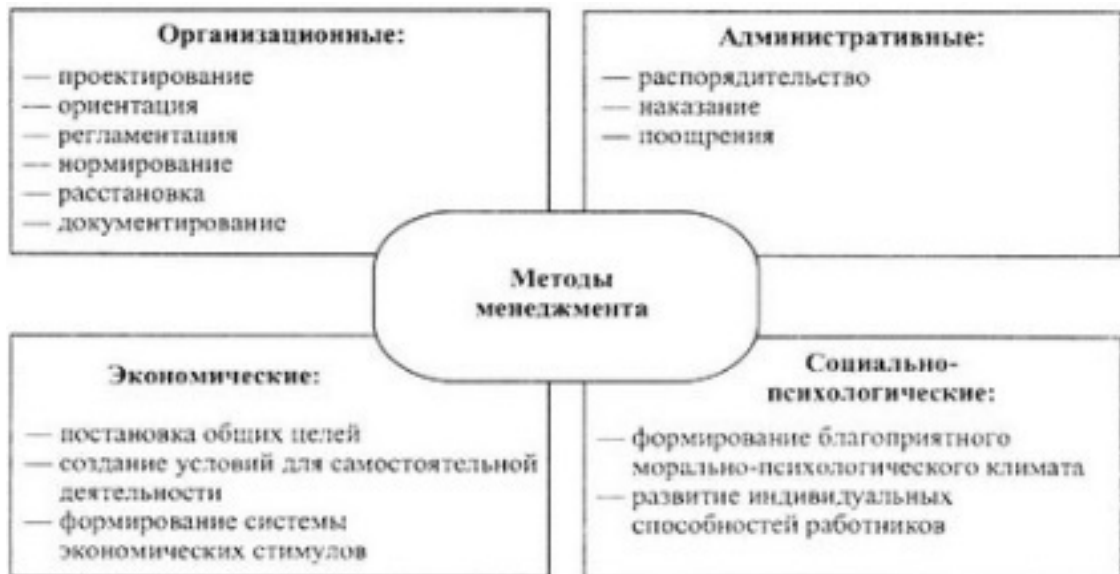 Организационные:
— проектирование
— ориентация
— регламентация
— нормирование
— расстановка
— документирование
Административные:
— распорядительство
— наказание
— поощрения
Методы
менеджмента
Экономические:
— постановка общих целей
— создание условий для самостоятельной
деятельности
— формирование системы
экономических стимулов
Социально-
психологические:
— формирование благоприятного
морально-психологического климата
— развитие индивидуальных
способностей работников